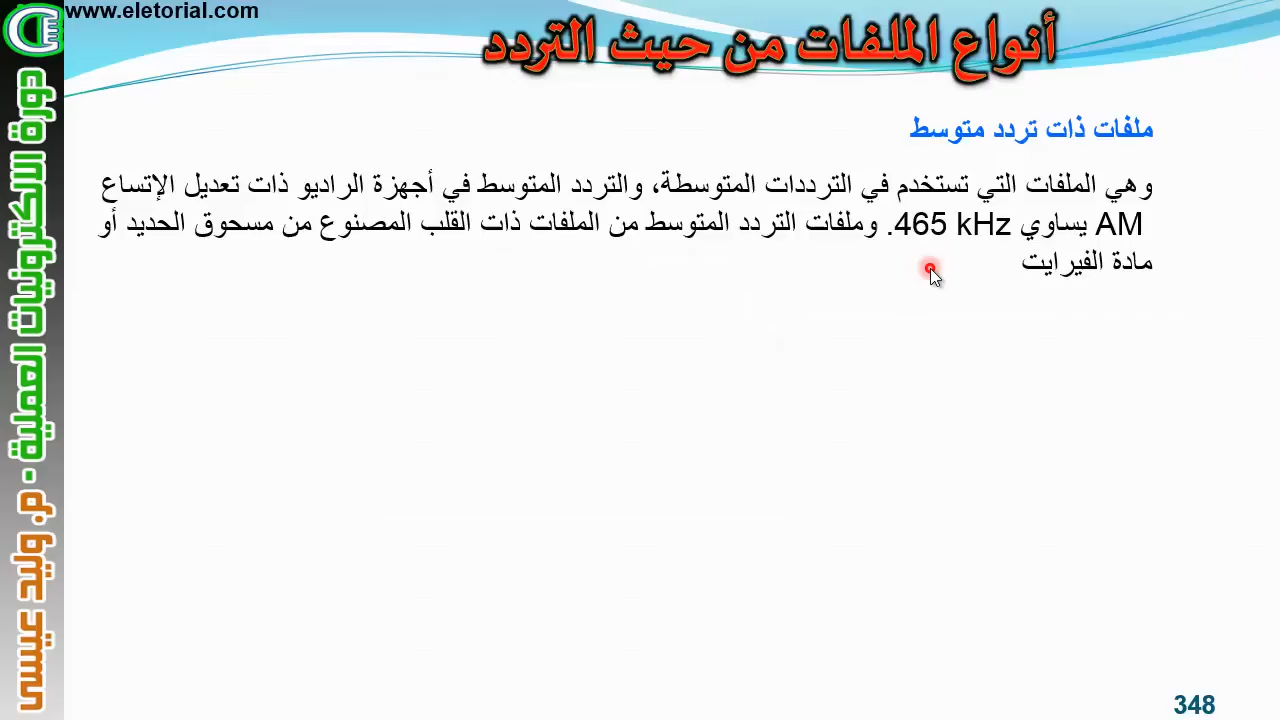 www.eletorial.com
أنواع الملفات من حيث التردد
ملفات ذات تردد متوسط
وهي الملفات التي تستخدم في الترددات المتوسطة، والتردد المتوسط في أجهزة الراديو ذات تعديل الإتساع
AM يساوي 465 kHz. وملفات التردد المتوسط من الملفات ذات القلب المصنوع من مسحوق الحديد أو
مادة الفيرايت
دورة الالكترونيات العملية - م. وليد عيسى
348